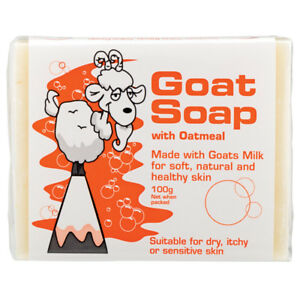 Goat
Soap
with Oatmeal
Made with Goats Milk
for soft, natural and
healthy skin
100g
Net when
packed
Suitable for dry, itchy
or sensitive skin